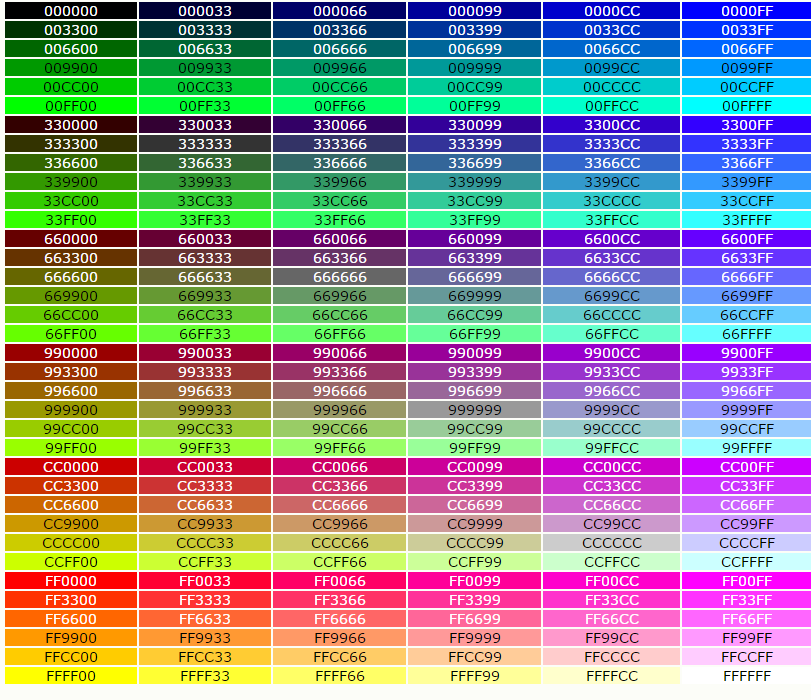 000000 000033 000066 000099 0000CC 0000FF
003300 003333 003366 003399 0033CC 0033FF
006600 006633 006666 006699 0066CC 0066FF
009900 009933 009966 009999 0099CC 0099FF
00CC00 00CC33 00CC66 00CC99 00CCCC 00CCFF
00FF00 00FF33 00FF66 00FF99 00FFCC 00FFFF
330000 330033 330066 330099 3300CC 3300FF
333300 333333 333366 333399 3333CC 3333FF
336600 336633 336666 336699 3366CC 3366FF
339900 339933 339966 339999 3399CC 3399FF
33CC00 33CC33 33CC66 33CC99 33CCCC 33CCFF
33FF00 33FF33 33FF66 33FF99 33FFCC 33FFFF
660000 660033 660066 660099 6600CC 6600FF
663300 663333 663366 663399 6633CC 6633FF
666600 666633 666666 666699 6666CC 6666FF
669900 669933 669966 669999 6699CC 6699FF
66CC00 66CC33 66CC66 66CC99 66CCCC 66CCFF
66FF00 66FF33 66FF66 66FF99 66FFCC 66FFFF
990000 990033 990066 990099 9900CC 9900FF
993300 993333 993366 993399 9933CC 9933FF
996600 996633 996666 996699 9966CC 9966FF
999900 999933 999966 999999 9999CC 9999FF
99CC00 99CC33 99CC66 99CC99 99CCCC 99CCFF
99FF00 99FF33 99FF66 99FF99 99FFCC 99FFFF
CC0000 CC0033 CC0066 CC0099 CC00CC CC00FF
CC3300 CC3333 CC3366 CC3399 CC33CC CC33FF
CC6600 CC6633 CC6666 CC6699 CC66CC CC66FF
CC9900 CC9933 CC9966 CC9999 CC99CC CC99FF
CCCC00 CCCC33 CCCC66 CCCC99 CCCCCC CCCCFF
CCFF00 CCFF33 CCFF66 CCFF99 CCFFCC CCFFFF
FF0000 FF0033 FF0066 FF0099 FF00CC FF00FF
FF3300 FF3333 FF3366 FF3399 FF33CC FF33FF
FF6600 FF6633 FF6666 FF6699 FF66CC FF66FF
FF9900 FF9933 FF9966 FF9999 FF99CC FF99FF
FFCC00 FFCC33 FFCC66 FFCC99 FFCCCC FFCCFF
FFFF00 FFFF33 FFFF66 FFFF99 FFFFCC FFFFFF